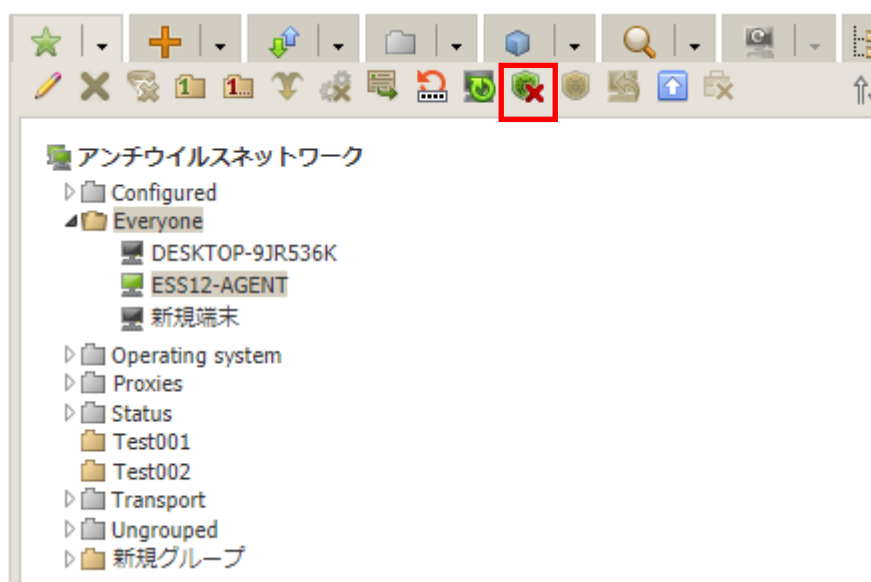 アンチウイルスネットワーク
Configured
Everyone
DESKTOP-9JR536K
ESS12-AGENT
新規端末
Operating system
Proxies
Status
Test001
Test002
Transport
Ungrouped
新規グループ